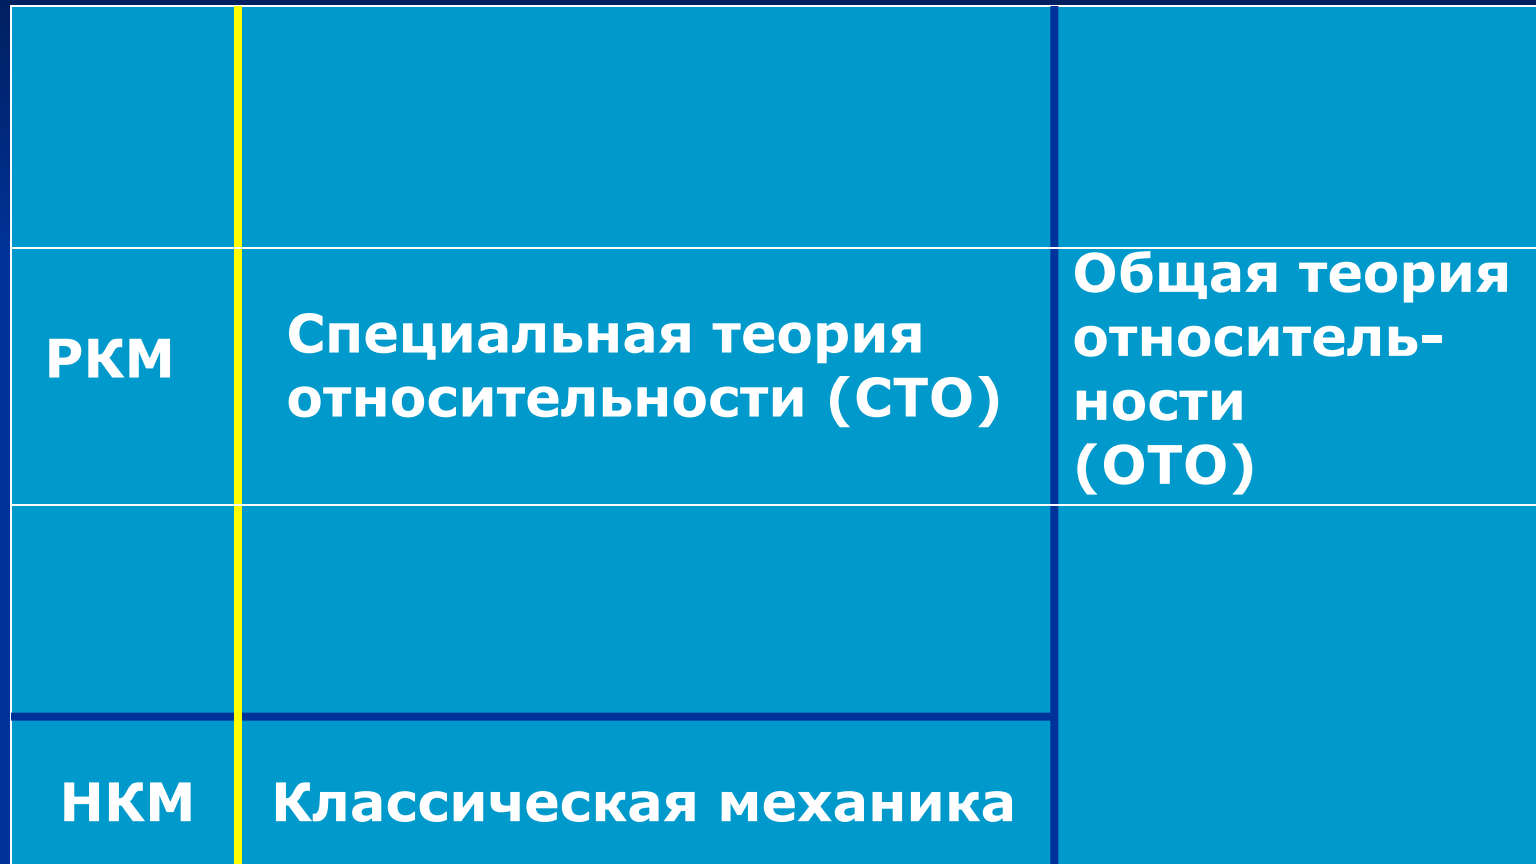 РКМ
Специальная теория
относительности (СТО)
Общая теория
относитель-
ности
(ОТО)
НКМ
Классическая механика